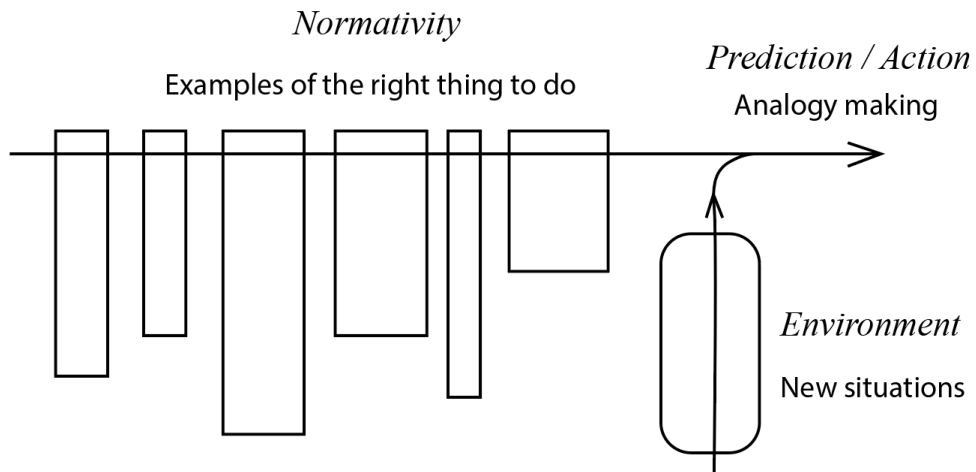 Normativity
Examples of the right thing to do
Prediction / Action
Analogy making
Environment
New situations